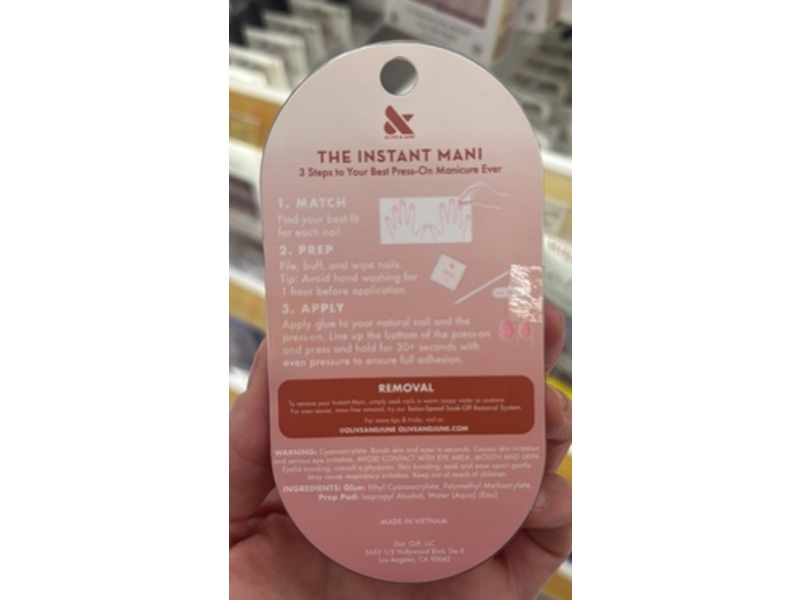 OLIVE & JUNE
THE INSTANT MANI
3 Steps to Your Best Press-On Manicure Ever
1. MATCH
Find your best fit
for each nail.
2. PREP
File, buff, and wipe nails.
Tip: Avoid hand washing for
1 hour before application.
3. APPLY
Apply glue to your natural nail and the
press-on. Line up the bottom of the press-on
and press and hold for 30+ seconds with
even pressure to ensure full adhesion.
REMOVAL
To remove your Instant Mani, simply soak nails in warm soapy water or acetone.
For even easier, mess free removal, try our Salon-Speed Soak-Off Removal System.
For more tips & tricks, visit us
@OLIVEANDJUNE OLIVEANDJUNE.COM
WARNING: Cyanoacrylate. Bonds skin and eyes in seconds. Causes skin irritation
and serious eye irritation. AVOID CONTACT WITH EYE AREA, MOUTH AND SKIN.
Eyelid bonding: consult a physician. Skin bonding: soak and ease apart gently.
May cause respiratory irritation. Keep out of reach of children.
INGREDIENTS: Glue: Ethyl Cyanoacrylate, Polymethyl Methacrylate,
Prep Pad: Isopropyl Alcohol, Water (Aqua) (Eau)
MADE IN VIETNAM
Dist. OJP, LLC
Hollywood Blvd, Ste B
Los Angeles, CA